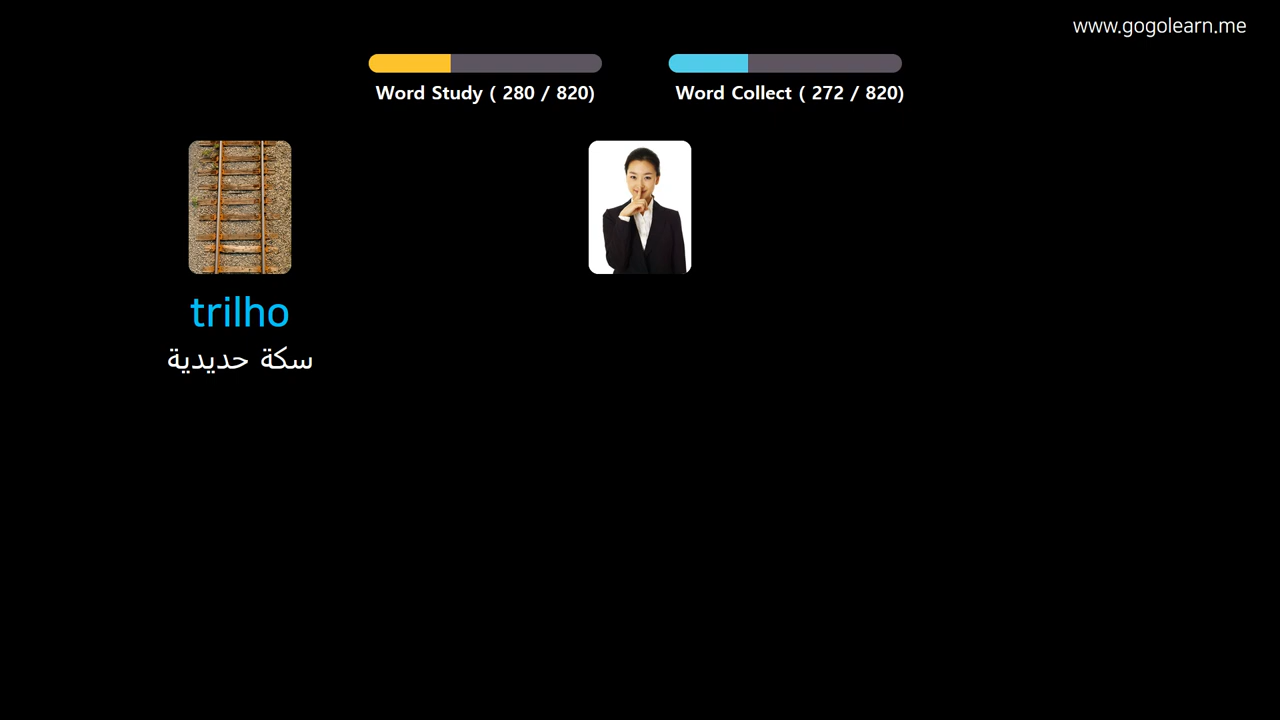 www.gogolearn.me
Word Study ( 280 / 820)
Word Collect ( 272 / 820)
trilho
سكة حديدية